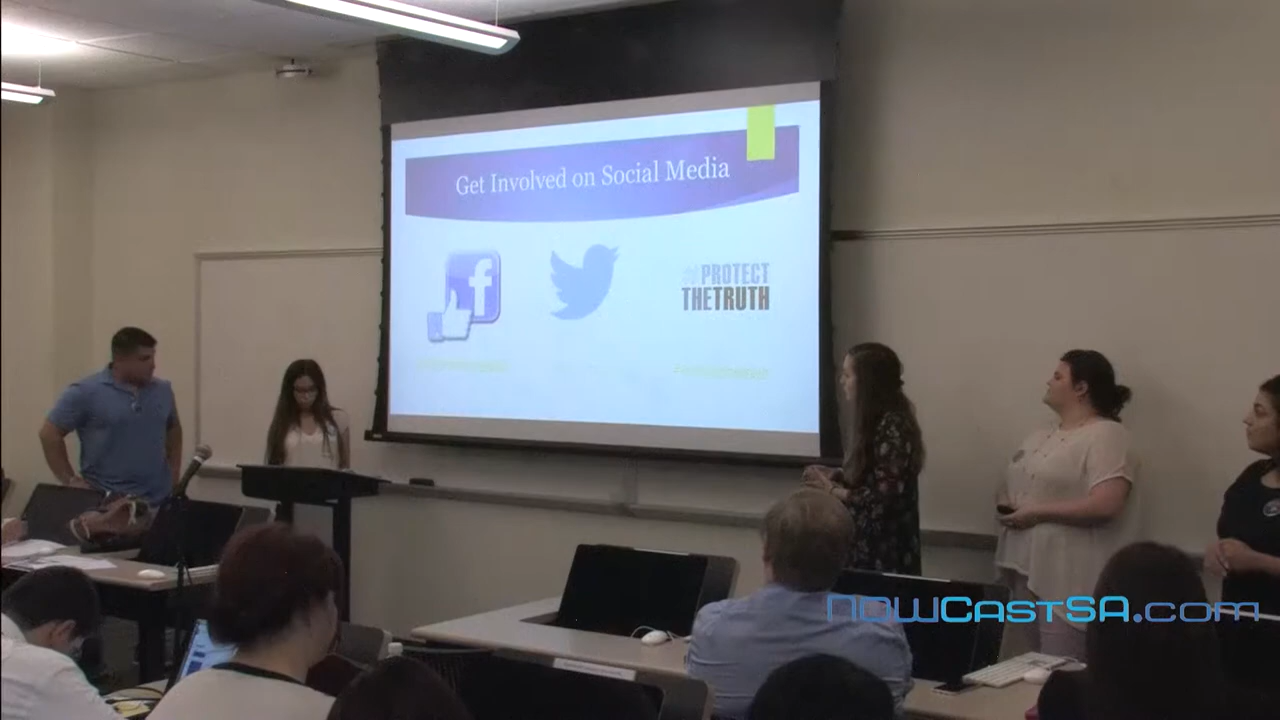 Get Involved on Social Media
f
#PROTECT
THETRUTH
NOWCastSA.com